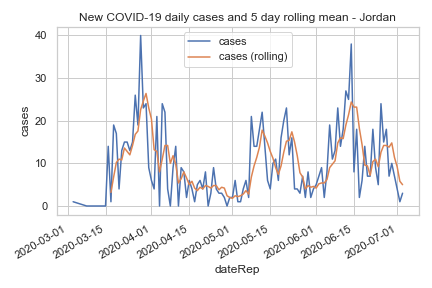 New COVID-19 daily cases and 5 day rolling mean - Jordan
cases
cases (rolling)
40
30
20
10
0
cases
2020-03-01
2020-03-15
2020-04-01
2020-04-15
2020-05-01
2020-05-15
2020-06-01
2020-06-15
2020-07-01
dateRep